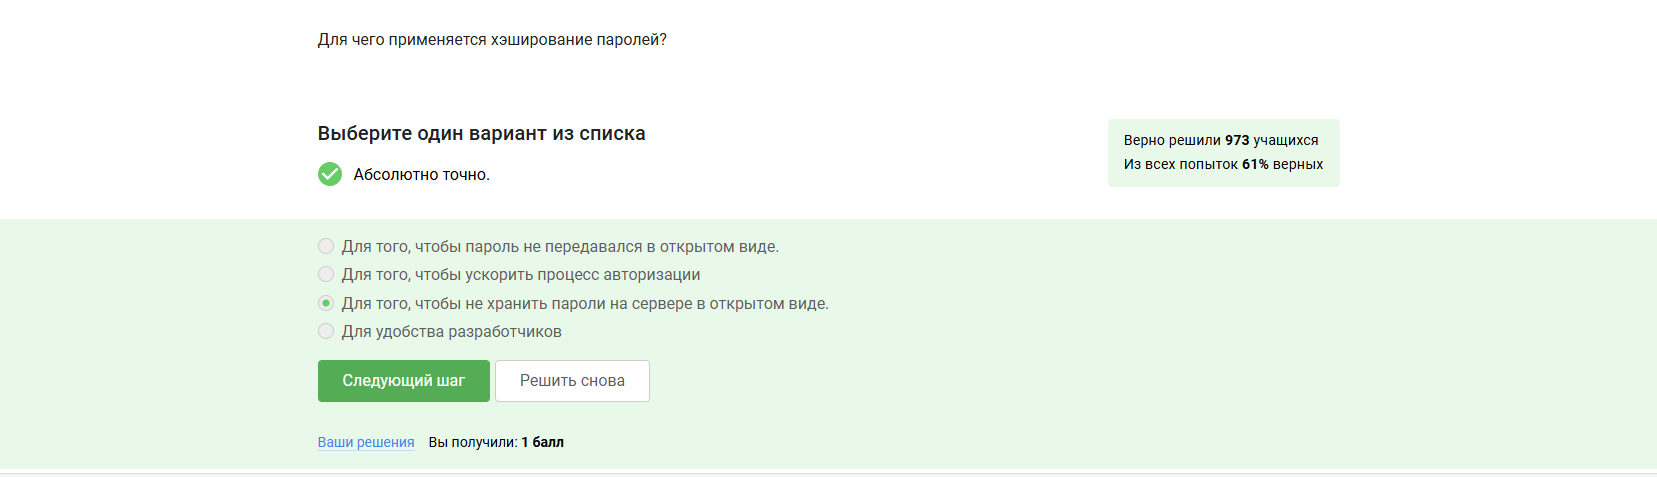 Для чего применяется хэширование паролей?
Выберите один вариант из списка
Абсолютно точно.
Верно решили 973 учащихся
Из всех попыток 61% верных
Для того, чтобы пароль не передавался в открытом виде.
Для того, чтобы ускорить процесс авторизации
Для того, чтобы не хранить пароли на сервере в открытом виде.
Для удобства разработчиков
Следующий шаг
Решить снова
Ваши решения
Вы получили: 1 балл